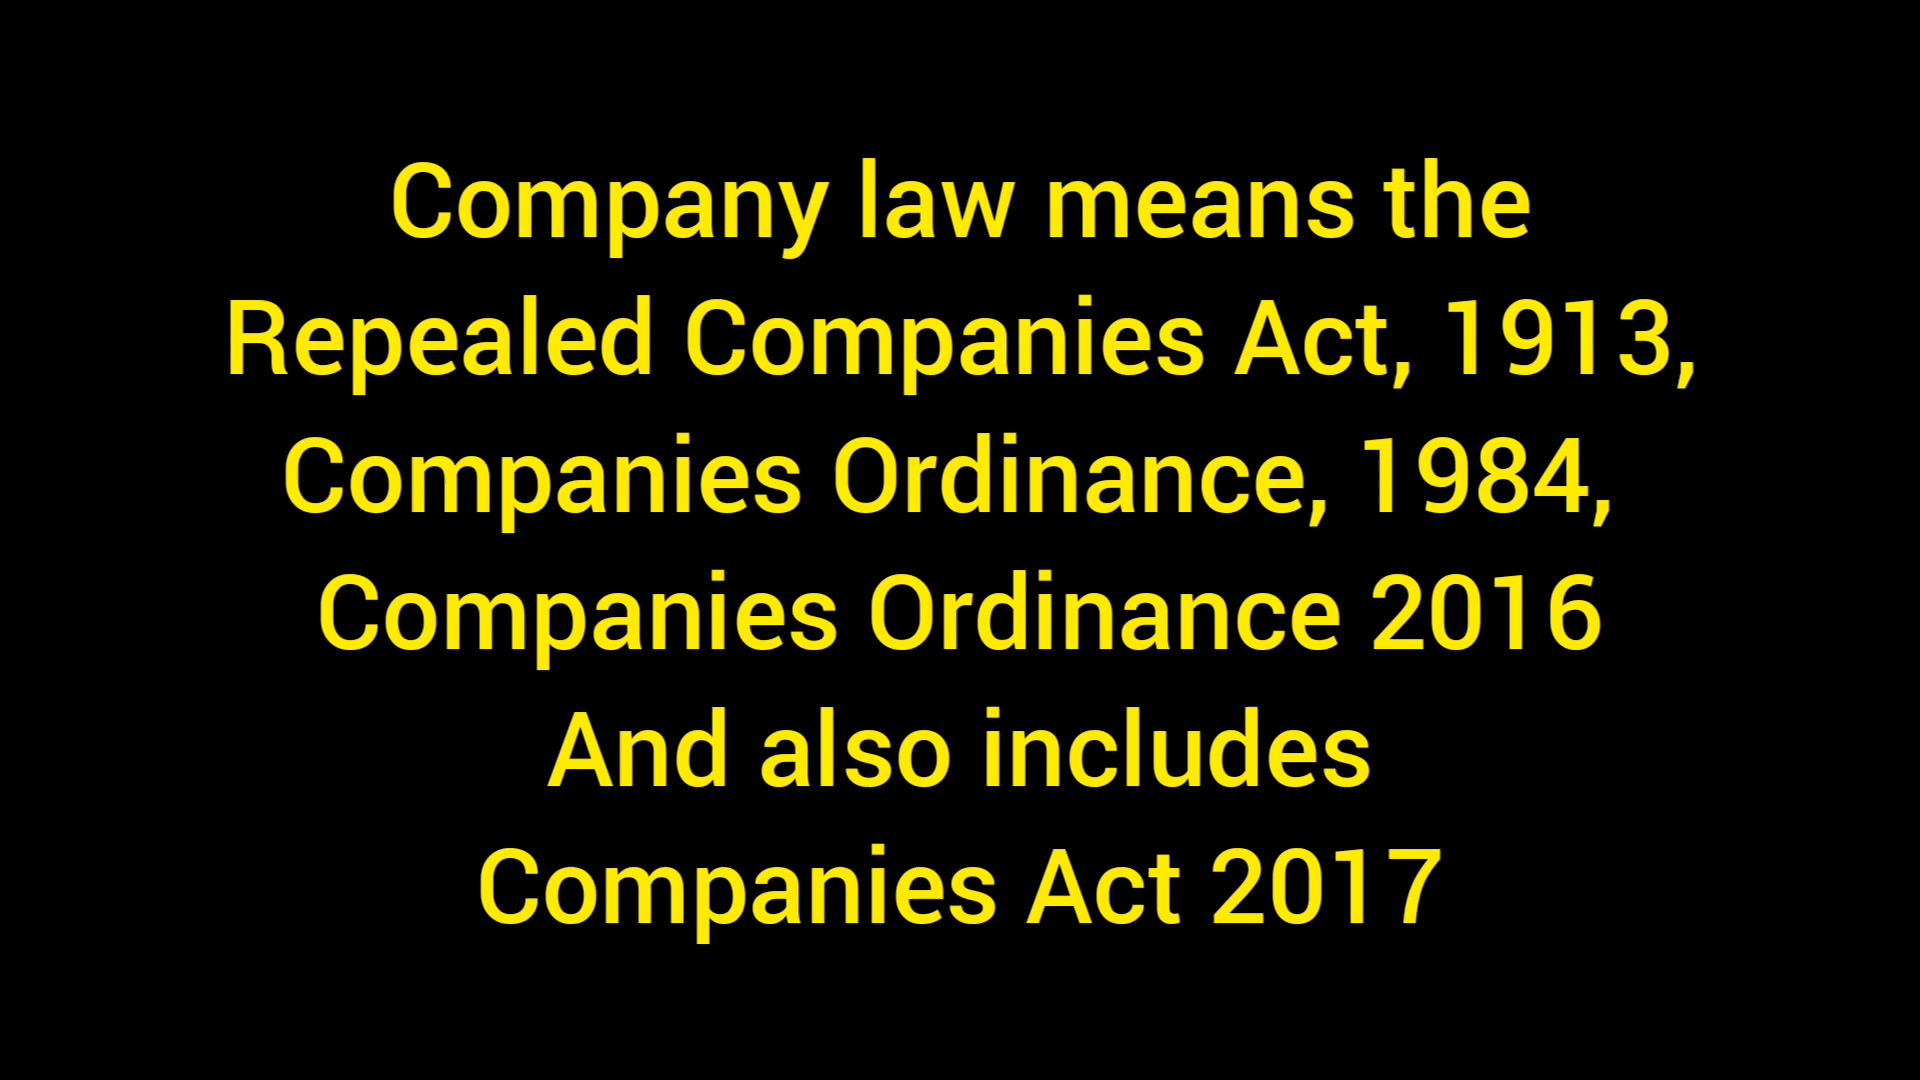 Company law means the
Repealed Companies Act, 1913,
Companies Ordinance, 1984,
Companies Ordinance 2016
And also includes
Companies Act 2017